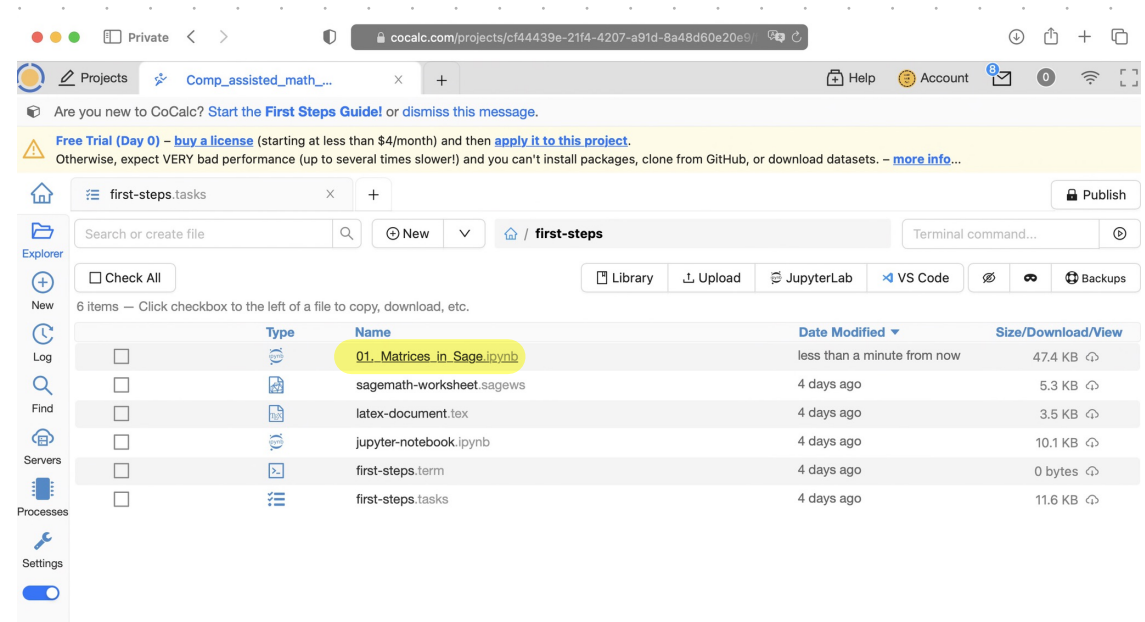 Private
cocalc.com/projects/cf44439e-21f4-4207-a91d-8a48d60e20e9/
Projects
Comp_assisted_math_...
Help
Account
8
0
Are you new to CoCalc? Start the First Steps Guide! or dismiss this message.
Free Trial (Day 0) – buy a license (starting at less than $4/month) and then apply it to this project.
Otherwise, expect VERY bad performance (up to several times slower!) and you can't install packages, clone from GitHub, or download datasets. – more info...
first-steps.tasks
Publish
Explorer
New
Log
Find
Servers
Processes
Settings
Search or create file
New
/ first-steps
Terminal command...
Check All
Library
Upload
JupyterLab
VS Code
Backups
6 items — Click checkbox to the left of a file to copy, download, etc.
Type Name Date Modified Size/Download/View
01._Matrices_in_Sage.ipynb less than a minute from now 47.4 KB
sagemath-worksheet.sagews 4 days ago 5.3 KB
latex-document.tex 4 days ago 3.5 KB
jupyter-notebook.ipynb 4 days ago 10.1 KB
first-steps.term 4 days ago 0 bytes
first-steps.tasks 4 days ago 11.6 KB